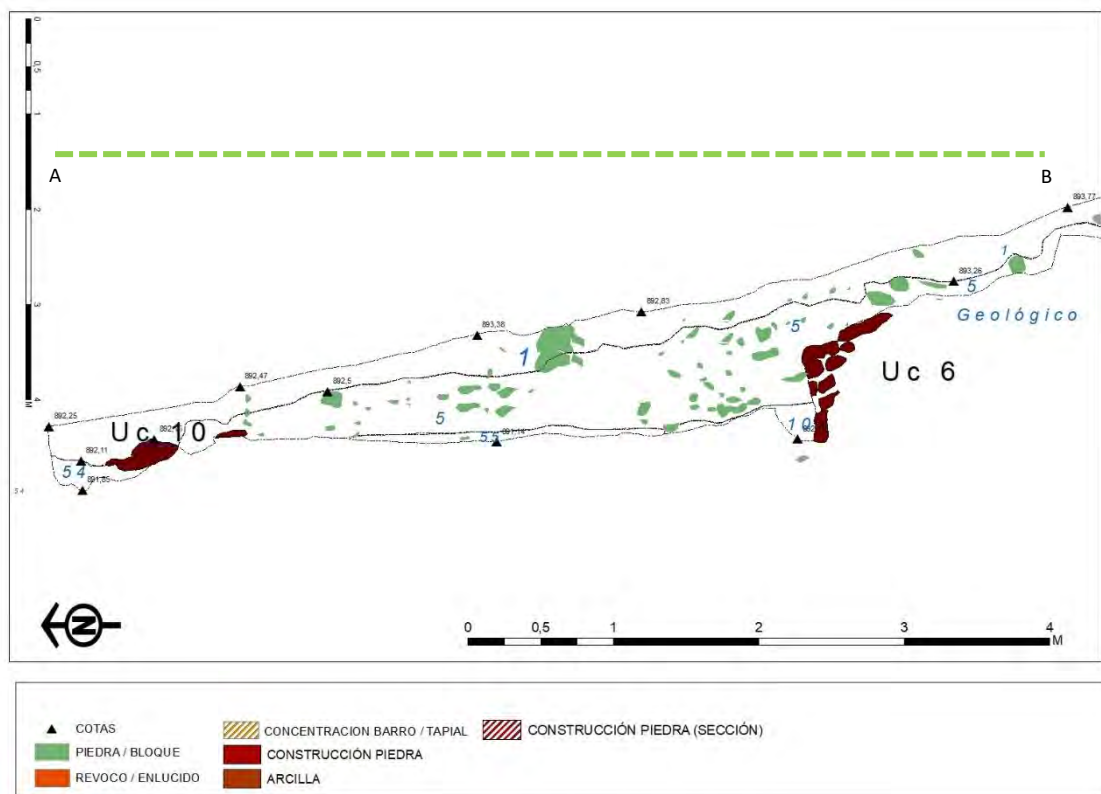 0
0,5
1
2
3
4
M
A
B
893,77
1
893,26
5
Geológico
892,83
5
893,38
1
892,47
892,5
Uc 6
892,25
Uc 10
5
10
892,11
55
54
891,85
54
N
0 0,5 1 2 3 4
M
COTAS
CONCENTRACION BARRO / TAPIAL
CONSTRUCCIÓN PIEDRA (SECCIÓN)
PIEDRA / BLOQUE
CONSTRUCCIÓN PIEDRA
REVOCO / ENLUCIDO
ARCILLA